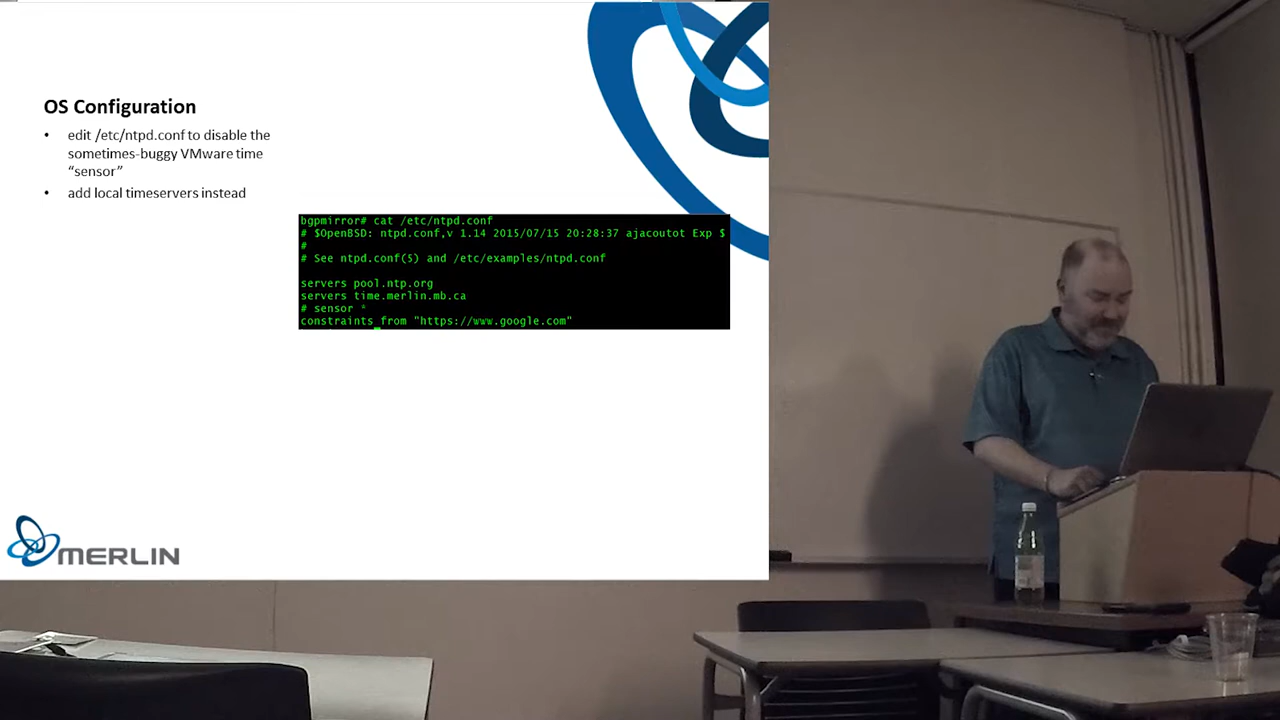 OS Configuration
• edit /etc/ntpd.conf to disable the
sometimes-buggy VMware time
“sensor”
• add local timeservers instead
bgpmirror# cat /etc/ntpd.conf
# $OpenBSD: ntpd.conf,v 1.14 2015/07/15 20:28:37 ajacoutot Exp $
#
# See ntpd.conf(5) and /etc/examples/ntpd.conf
servers pool.ntp.org
servers time.merlin.mb.ca
# sensor *
constraints from "https://www.google.com"
MERLIN